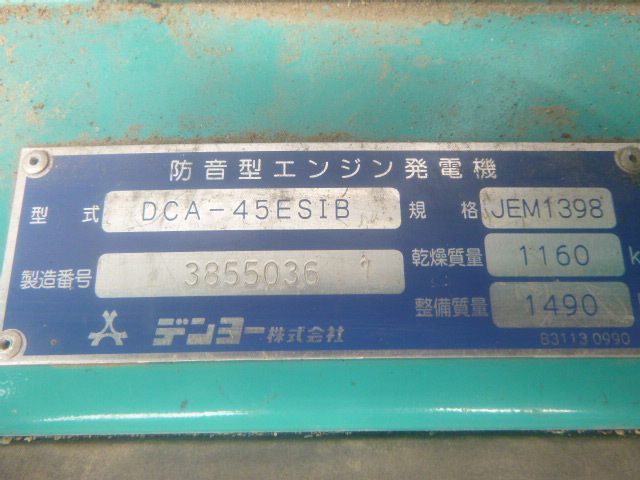 防音型エンジン発電機
型式 DCA-45ESIB 規格 JEM1398
製造番号 3855036 乾燥質量 1160 k
整備質量 1490
デンヨー株式会社 B3113 0990